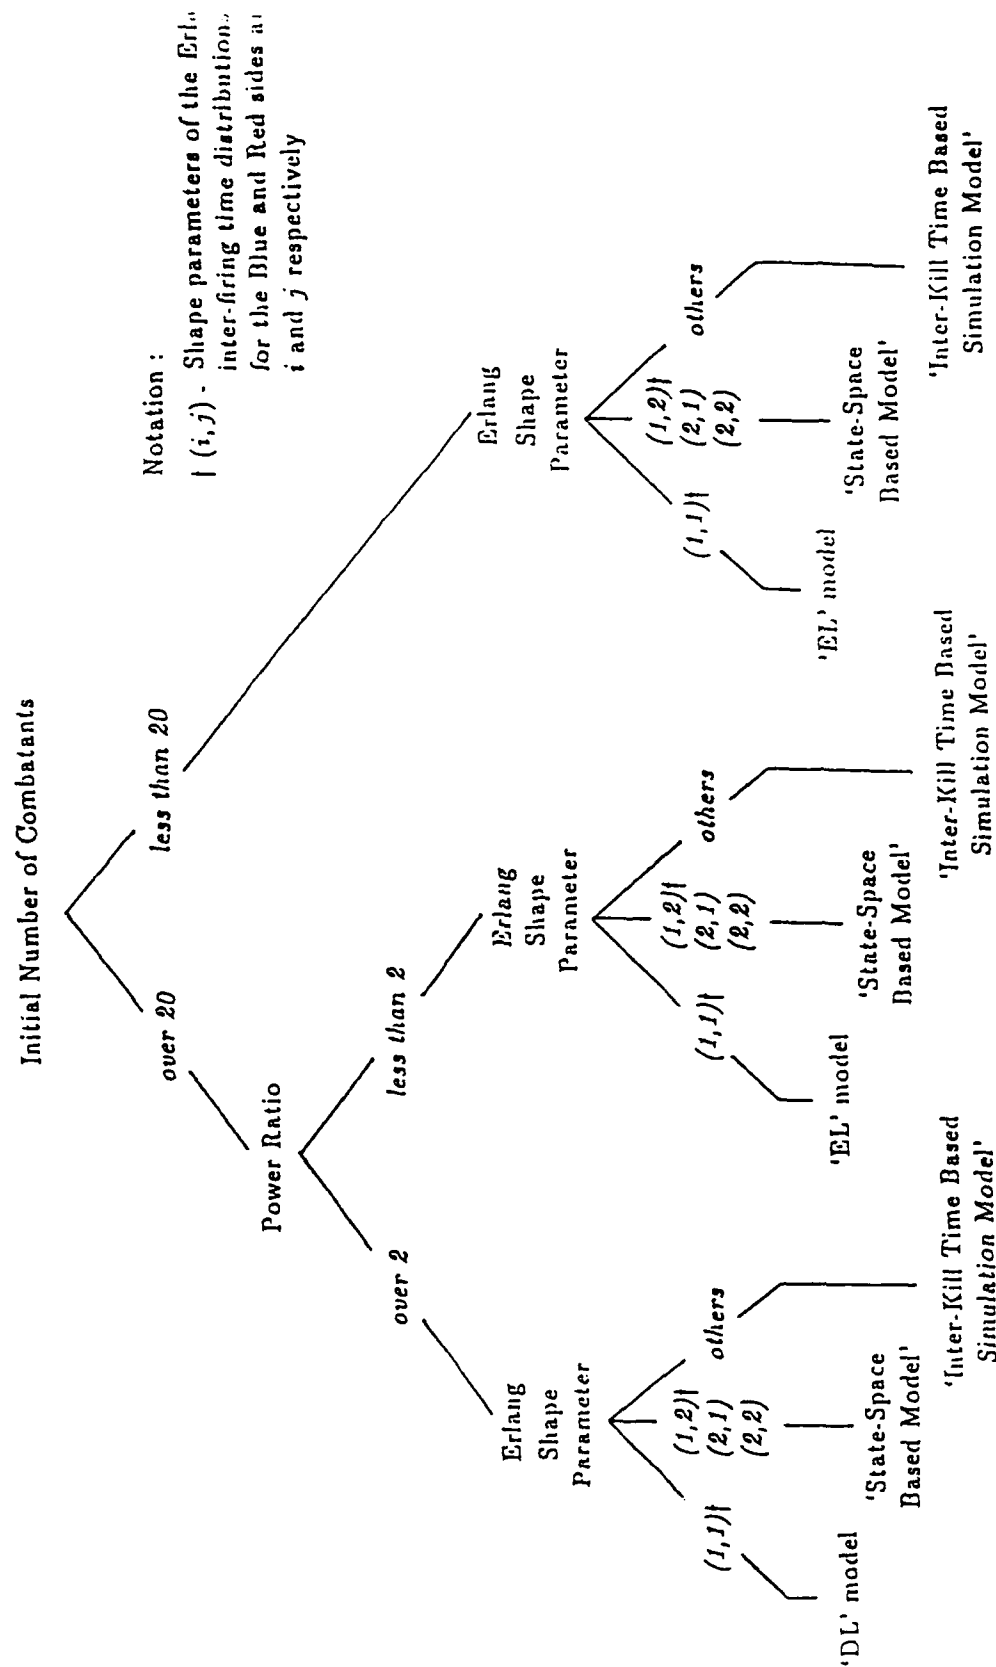 Initial Number of Combatants
over 20
less than 20
Notation :
† (i,j) - Shape parameters of the
inter-firing time distribution
for the Blue and Red sides
i and j respectively
Power Ratio
over 2
less than 2
Erlang
Shape
Parameter
Erlang
Shape
Parameter
Erlang
Shape
Parameter
(1,1)†
(1,2)†
(2,1)
(2,2)
others
(1,1)†
(1,2)†
(2,1)
(2,2)
others
(1,1)†
(1,2)†
(2,1)
(2,2)
others
'DL' model
'State-Space
Based Model'
'Inter-Kill Time Based
Simulation Model'
'EL' model
'State-Space
Based Model'
'Inter-Kill Time Based
Simulation Model'
'EL' model
'State-Space
Based Model'
'Inter-Kill Time Based
Simulation Model'